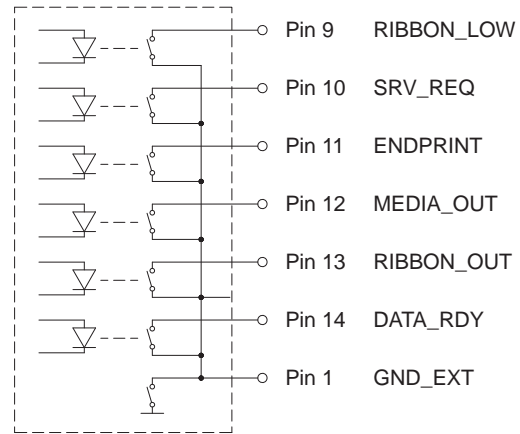 Pin 9 RIBBON_LOW
Pin 10 SRV_REQ
Pin 11 ENDPRINT
Pin 12 MEDIA_OUT
Pin 13 RIBBON_OUT
Pin 14 DATA_RDY
Pin 1 GND_EXT